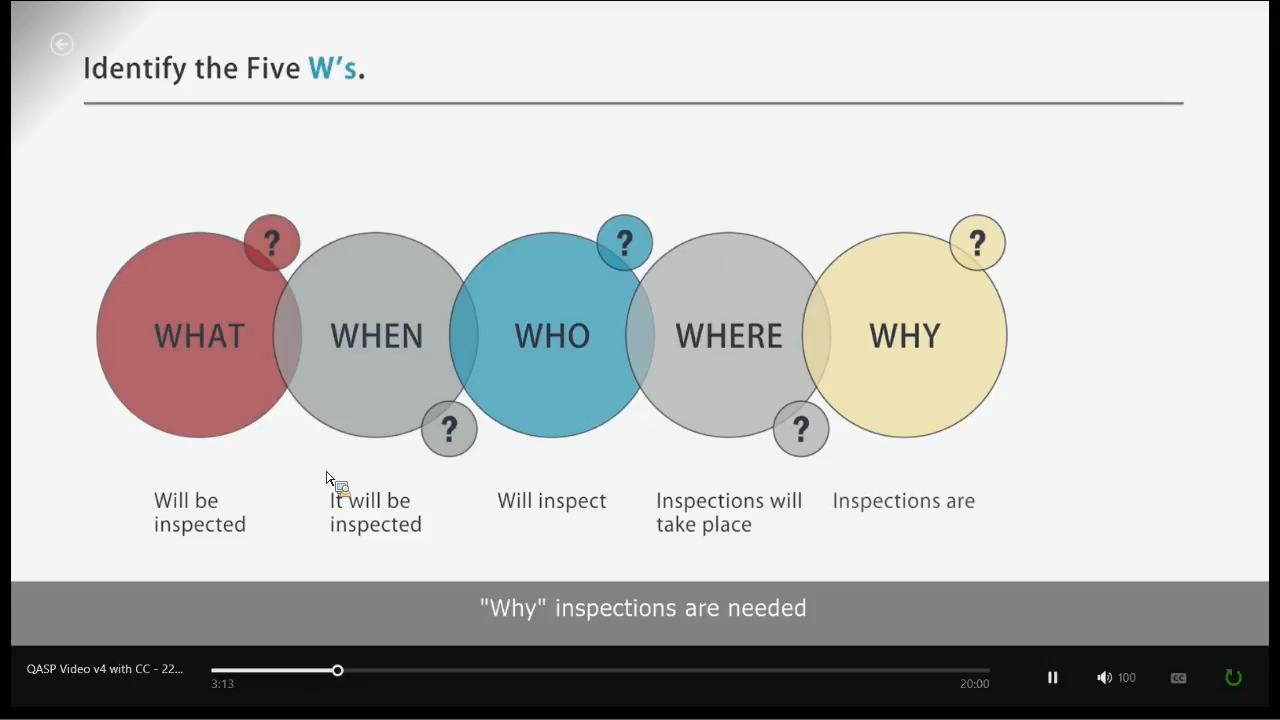 Identify the Five W's.
?
?
?
WHAT
WHEN
WHO
WHERE
WHY
?
?
Will be
inspected
It will be
inspected
Will inspect
Inspections will
take place
Inspections are
"Why" inspections are needed
QASP Video v4 with CC - 22...
3:13
20:00
100
CC